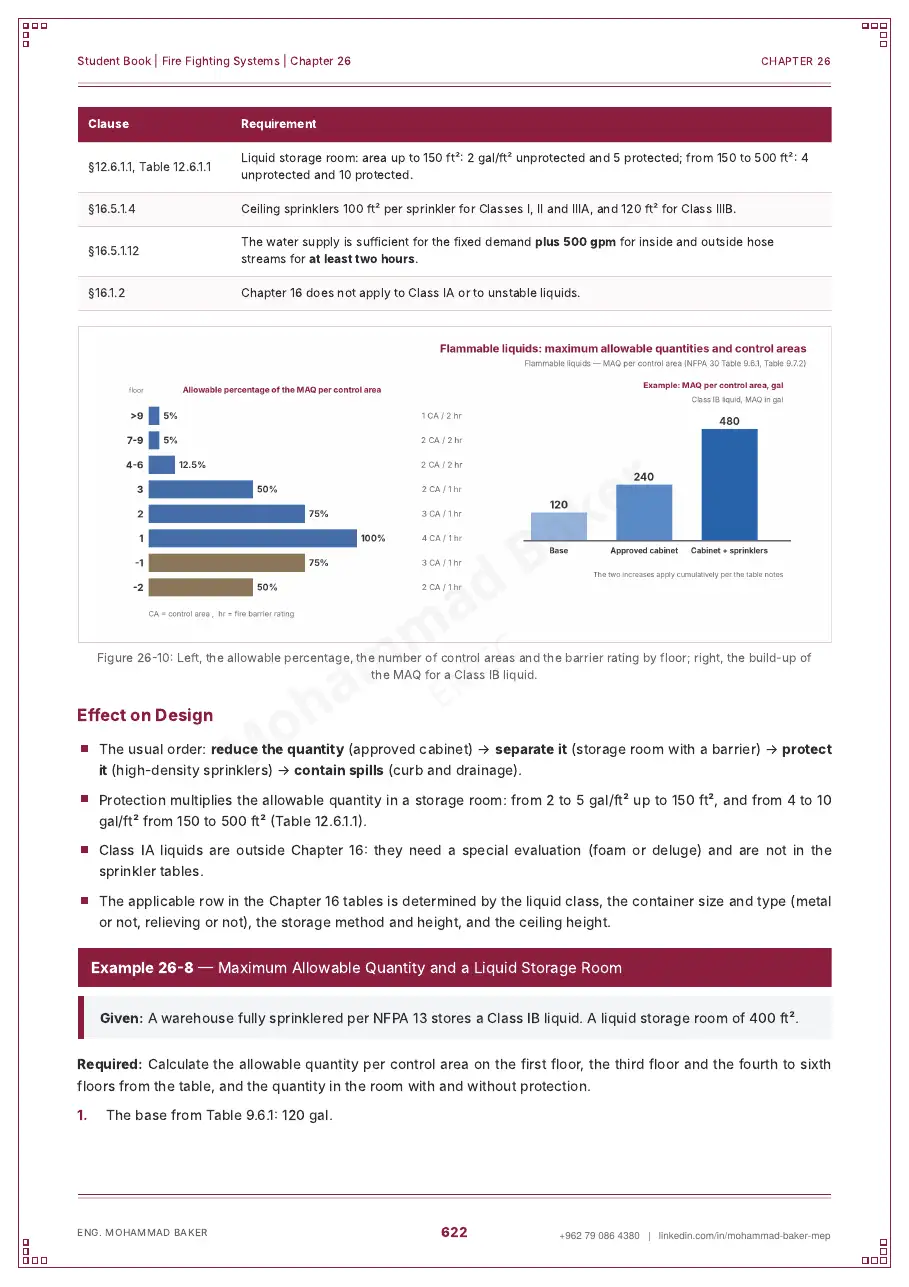 Student Book | Fire Fighting Systems | Chapter 26
CHAPTER 26
Clause Requirement
§12.6.1.1, Table 12.6.1.1 Liquid storage room: area up to 150 ft²: 2 gal/ft² unprotected and 5 protected; from 150 to 500 ft²: 4
unprotected and 10 protected.
§16.5.1.4 Ceiling sprinklers 100 ft² per sprinkler for Classes I, II and IIIA, and 120 ft² for Class IIIB.
§16.5.1.12 The water supply is sufficient for the fixed demand plus 500 gpm for inside and outside hose
streams for at least two hours.
§16.1.2 Chapter 16 does not apply to Class IA or to unstable liquids.
Flammable liquids: maximum allowable quantities and control areas
Flammable liquids — MAQ per control area (NFPA 30 Table 9.6.1, Table 9.7.2)
floor Allowable percentage of the MAQ per control area
>9 5% 1 CA / 2 hr
7-9 5% 2 CA / 2 hr
4-6 12.5% 2 CA / 2 hr
3 50% 2 CA / 1 hr
2 75% 3 CA / 1 hr
1 100% 4 CA / 1 hr
-1 75% 3 CA / 1 hr
-2 50% 2 CA / 1 hr
CA = control area , hr = fire barrier rating
Example: MAQ per control area, gal
Class IB liquid, MAQ in gal
120 240 480
Base Approved cabinet Cabinet + sprinklers
The two increases apply cumulatively per the table notes
Mohammad Baker
Figure 26-10: Left, the allowable percentage, the number of control areas and the barrier rating by floor; right, the build-up of
the MAQ for a Class IB liquid.
Effect on Design
The usual order: reduce the quantity (approved cabinet) → separate it (storage room with a barrier) → protect
it (high-density sprinklers) → contain spills (curb and drainage).
Protection multiplies the allowable quantity in a storage room: from 2 to 5 gal/ft² up to 150 ft², and from 4 to 10
gal/ft² from 150 to 500 ft² (Table 12.6.1.1).
Class IA liquids are outside Chapter 16: they need a special evaluation (foam or deluge) and are not in the
sprinkler tables.
The applicable row in the Chapter 16 tables is determined by the liquid class, the container size and type (metal
or not, relieving or not), the storage method and height, and the ceiling height.
Example 26-8 — Maximum Allowable Quantity and a Liquid Storage Room
Given: A warehouse fully sprinklered per NFPA 13 stores a Class IB liquid. A liquid storage room of 400 ft².
Required: Calculate the allowable quantity per control area on the first floor, the third floor and the fourth to sixth
floors from the table, and the quantity in the room with and without protection.
1. The base from Table 9.6.1: 120 gal.
ENG. MOHAMMAD BAKER
622
+962 79 086 4380 | linkedin.com/in/mohammad-baker-mep